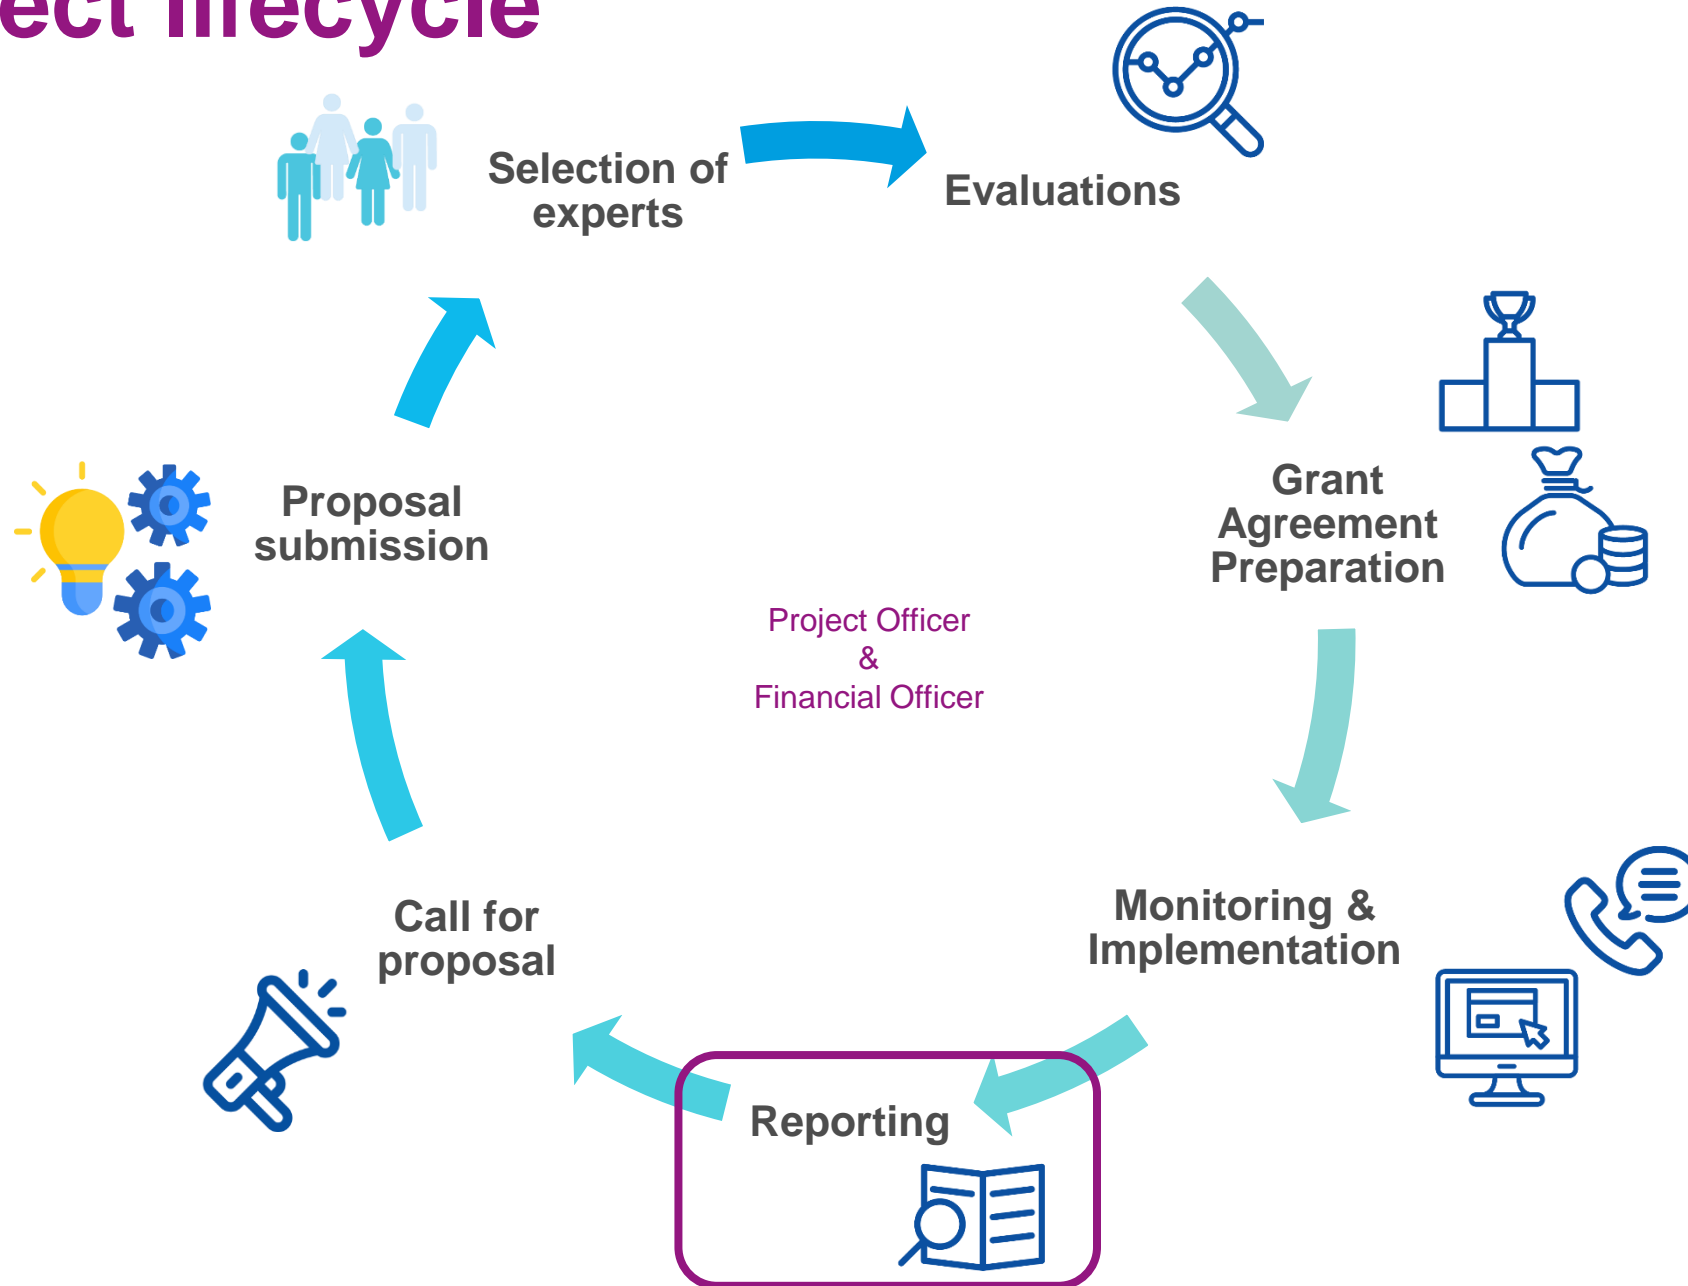 ect lifecycle
Selection of
experts
Evaluations
Proposal
submission
Grant
Agreement
Preparation
Project Officer
&
Financial Officer
Call for
proposal
Monitoring &
Implementation
Reporting